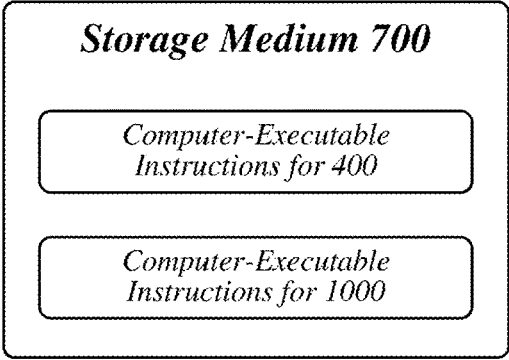 Storage Medium 700
Computer-Executable
Instructions for 400
Computer-Executable
Instructions for 1000